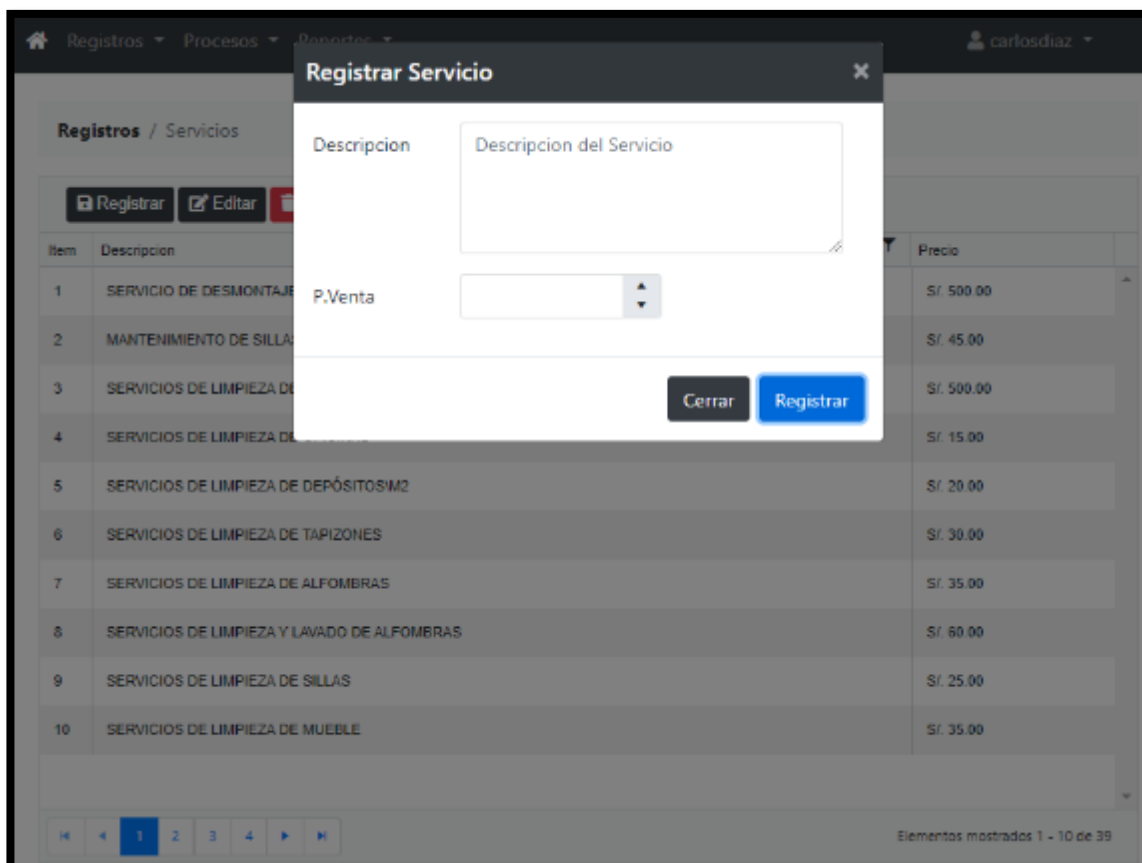 Registros Procesos Reportes carlosdiaz
Registrar Servicio ×
Registros / Servicios
Descripcion Descripcion del Servicio
Registrar Editar
Item Descripcion Precio
1 SERVICIO DE DESMONTAJE S/. 500.00
P.Venta
2 MANTENIMIENTO DE SILLA S/. 45.00
3 SERVICIOS DE LIMPIEZA DE S/. 500.00
Cerrar Registrar
4 SERVICIOS DE LIMPIEZA DE S/. 15.00
5 SERVICIOS DE LIMPIEZA DE DEPÓSITOS\M2 S/. 20.00
6 SERVICIOS DE LIMPIEZA DE TAPIZONES S/. 30.00
7 SERVICIOS DE LIMPIEZA DE ALFOMBRAS S/. 35.00
8 SERVICIOS DE LIMPIEZA Y LAVADO DE ALFOMBRAS S/. 60.00
9 SERVICIOS DE LIMPIEZA DE SILLAS S/. 25.00
10 SERVICIOS DE LIMPIEZA DE MUEBLE S/. 35.00
1 2 3 4 Elementos mostrados 1 - 10 de 39